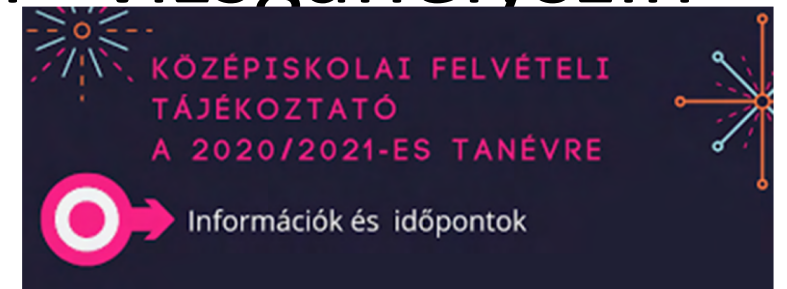 KÖZÉPISKOLAI FELVÉTELI
TÁJÉKOZTATÓ
A 2020/2021-ES TANÉVRE
Információk és időpontok